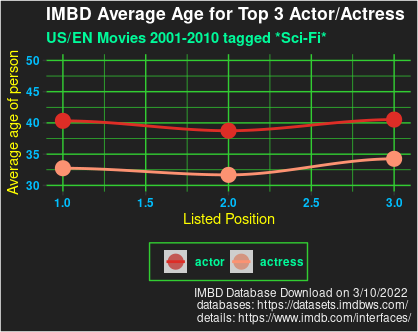 IMBD Average Age for Top 3 Actor/Actress
US/EN Movies 2001-2010 tagged *Sci-Fi*
Average age of person
50
45
40
35
30
1.0 1.5 2.0 2.5 3.0
Listed Position
actor actress
IMBD Database Download on 3/10/2022
databases: https://datasets.imdbws.com/
details: https://www.imdb.com/interfaces/